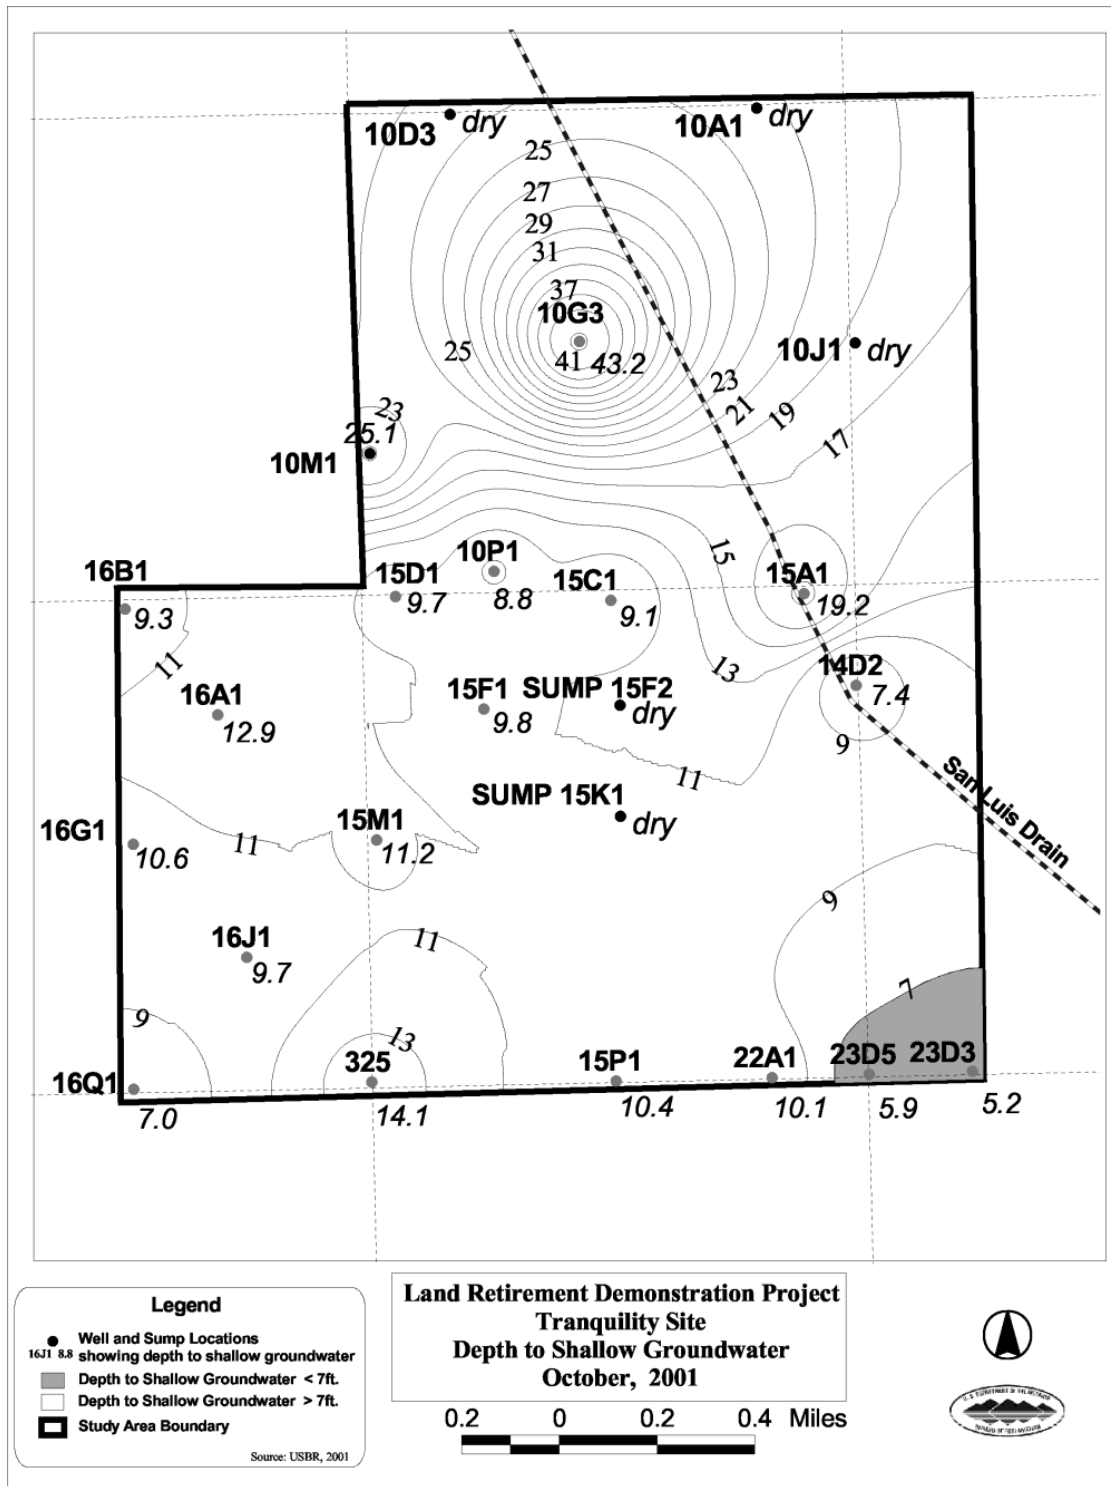 10D3 dry
10A1 dry
25
27
29
31
37
10G3
41 43.2
25
10J1 dry
23
21
19
17
23
25.1
10M1
15
10P1
8.8
16B1
9.3
15D1
9.7
15C1
9.1
15A1
19.2
11
13
14D2
7.4
16A1
12.9
15F1
9.8
SUMP 15F2
dry
9
11
San Luis Drain
SUMP 15K1
dry
16G1
10.6
11
15M1
11.2
9
11
16J1
9.7
7
9
13
16Q1
7.0
325
14.1
15P1
10.4
22A1
10.1
23D5
5.9
23D3
5.2
Legend
Well and Sump Locations
16J1 8.8 showing depth to shallow groundwater
Depth to Shallow Groundwater < 7ft.
Depth to Shallow Groundwater > 7ft.
Study Area Boundary
Source: USBR, 2001
Land Retirement Demonstration Project
Tranquility Site
Depth to Shallow Groundwater
October, 2001
0.2 0 0.2 0.4 Miles